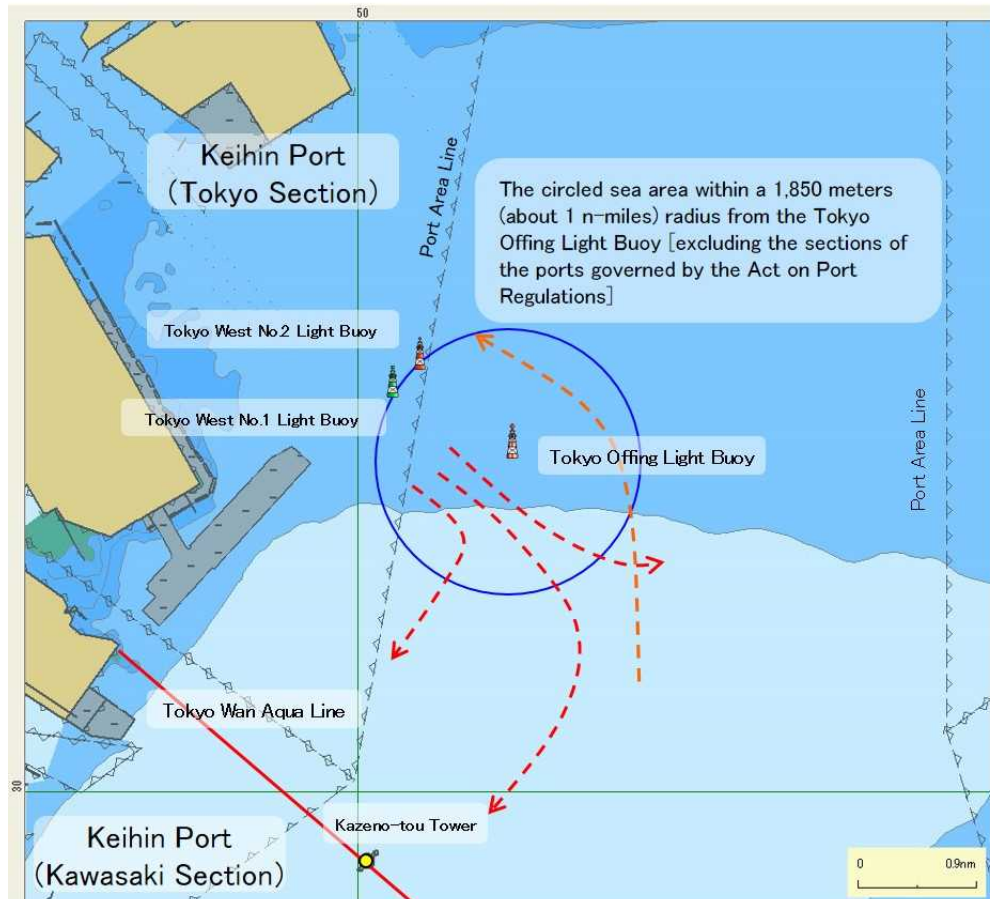 50
Keihin Port
(Tokyo Section)
Port Area Line
The circled sea area within a 1,850 meters
(about 1 n-miles) radius from the Tokyo
Offing Light Buoy [excluding the sections of
the ports governed by the Act on Port
Regulations]
Tokyo West No.2 Light Buoy
Tokyo West No.1 Light Buoy
Tokyo Offing Light Buoy
Port Area Line
Tokyo Wan Aqua Line
30
Kazeno-tou Tower
Keihin Port
(Kawasaki Section)
0 0.9nm